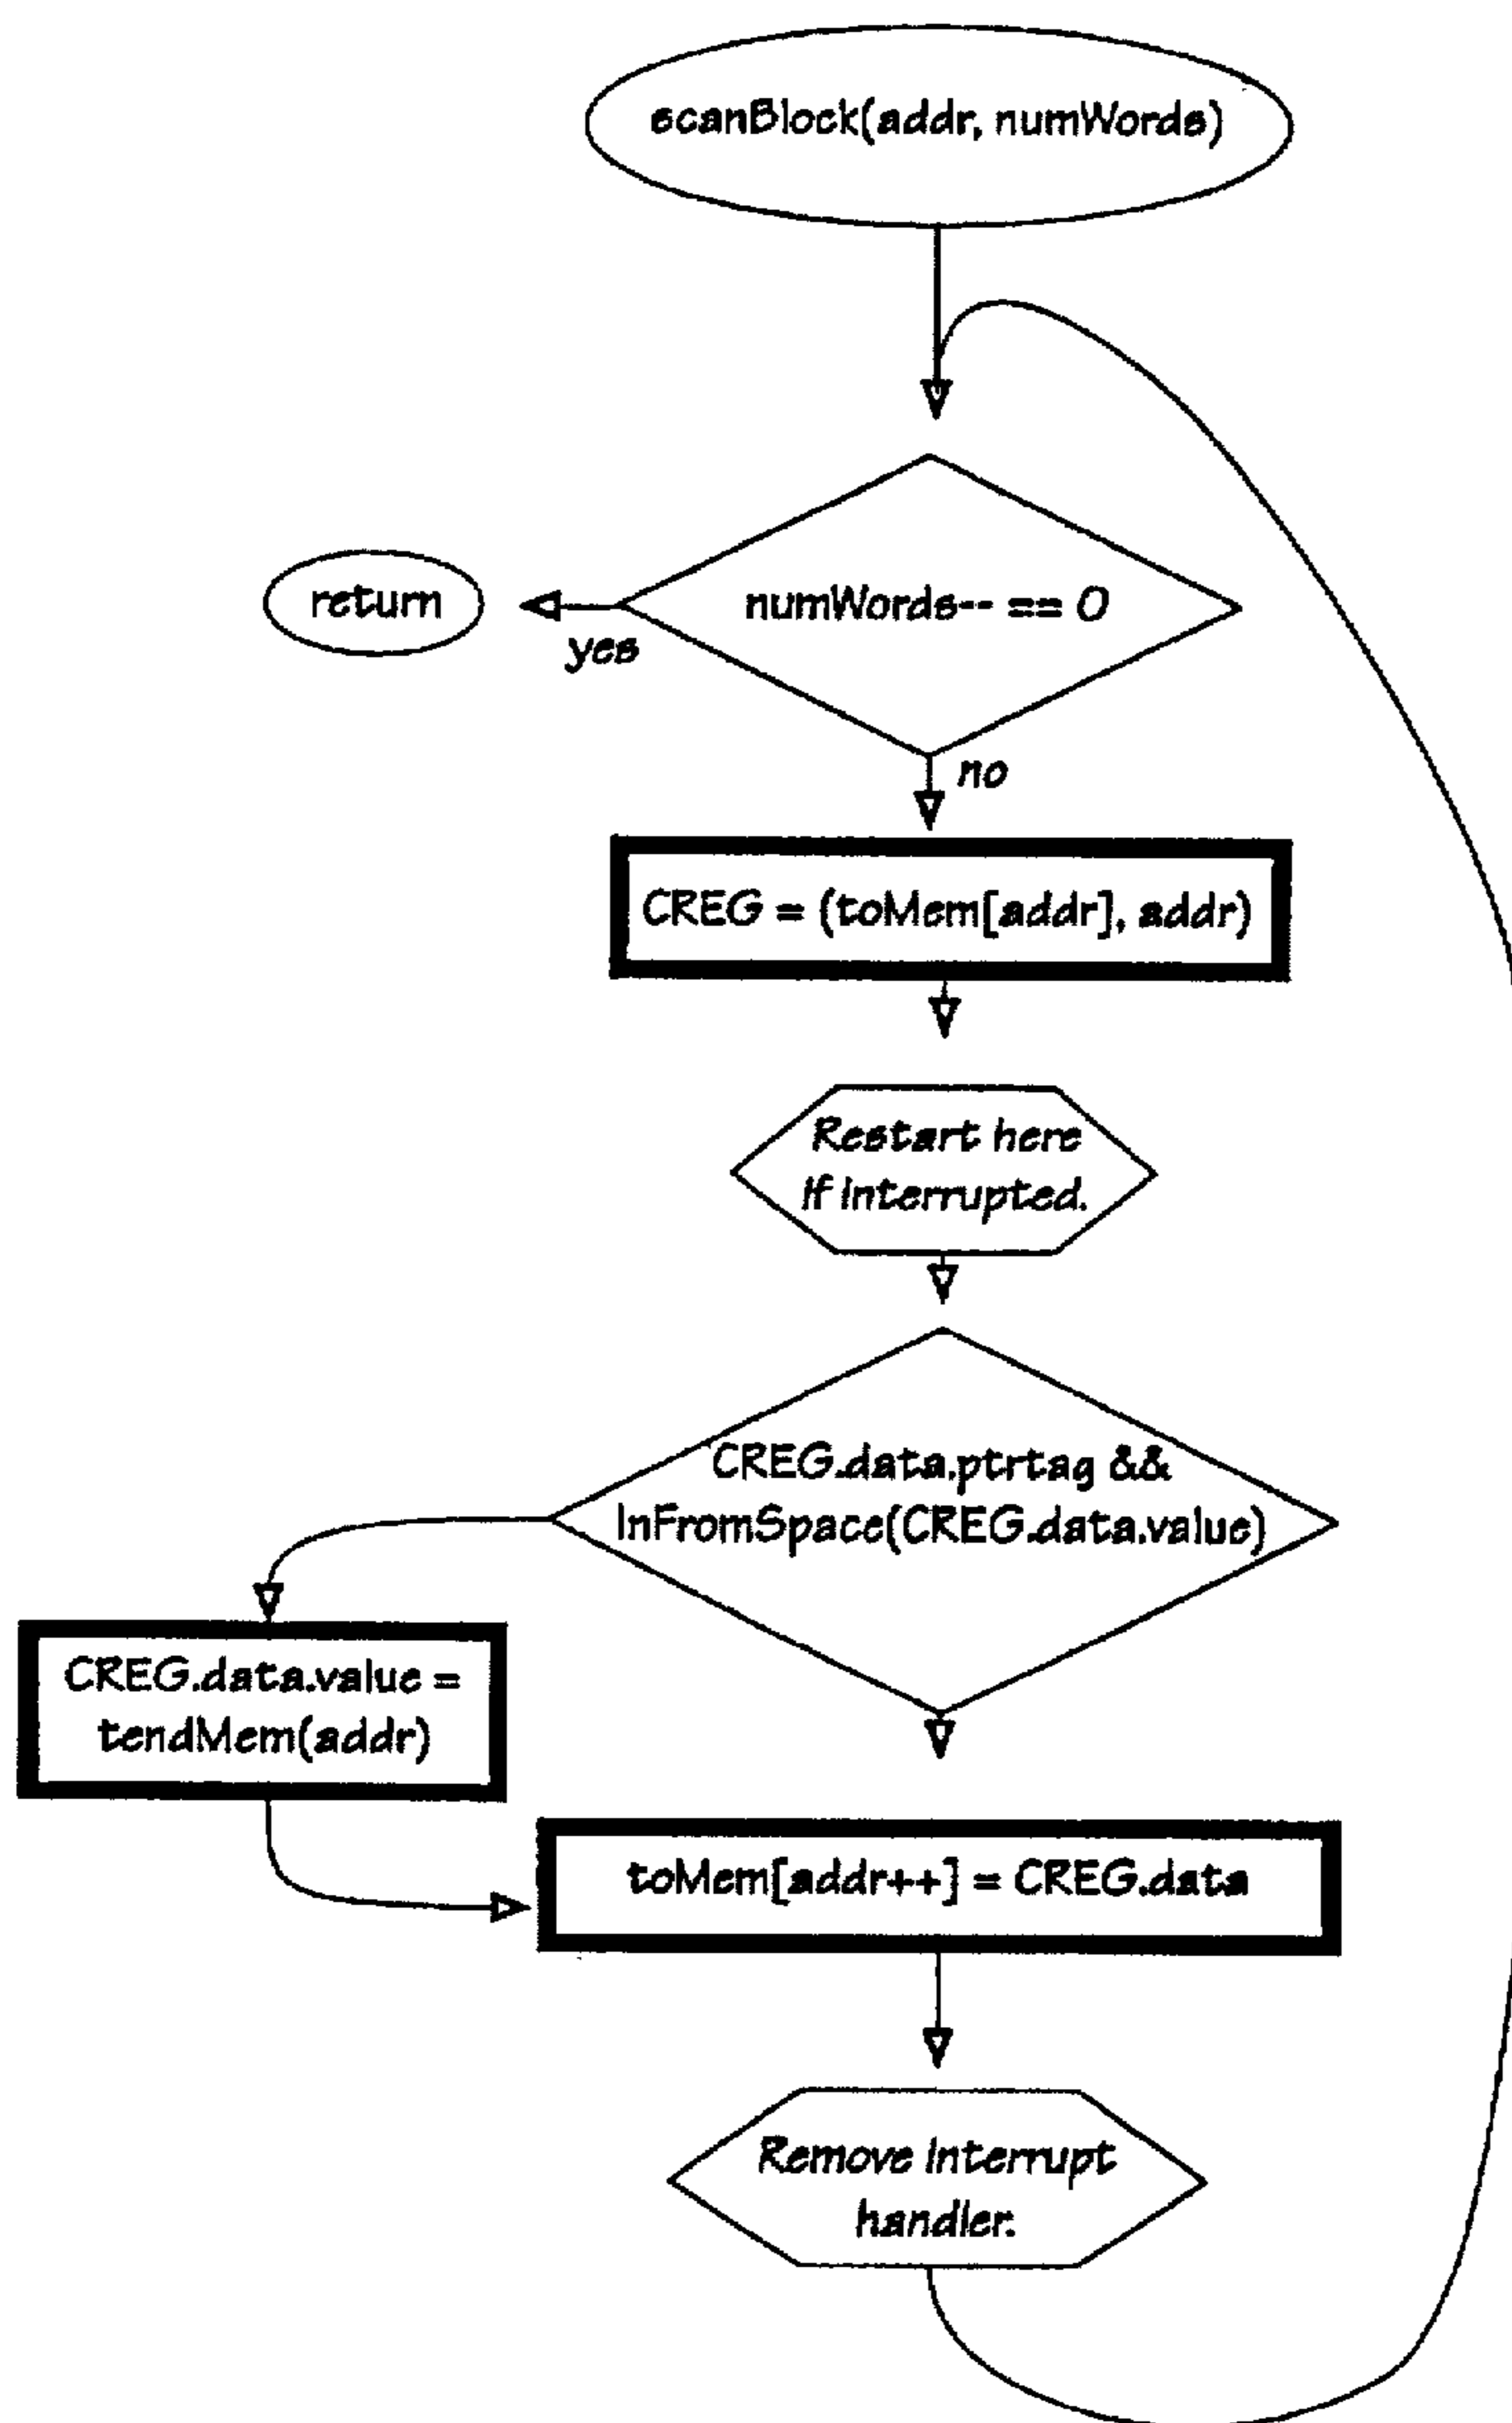 scanBlock(addr, numWords)
numWords-- == 0
return
yes
no
CREG = (toMem[addr], addr)
Restart here
if interrupted.
CREG.data.ptrtag &&
InFromSpace(CREG.data.value)
CREG.data.value =
tendMem(addr)
toMem[addr++] = CREG.data
Remove interrupt
handler.